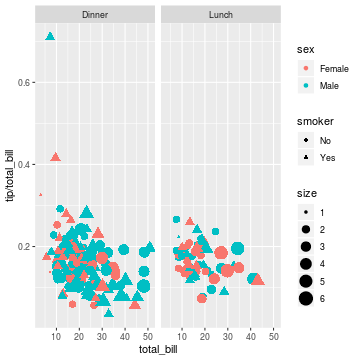 Dinner Lunch
sex
Female
Male
smoker
No
Yes
size
1
2
3
4
5
6
0.6
0.4
0.2
tip/total_bill
10 20 30 40 50 10 20 30 40 50
total_bill